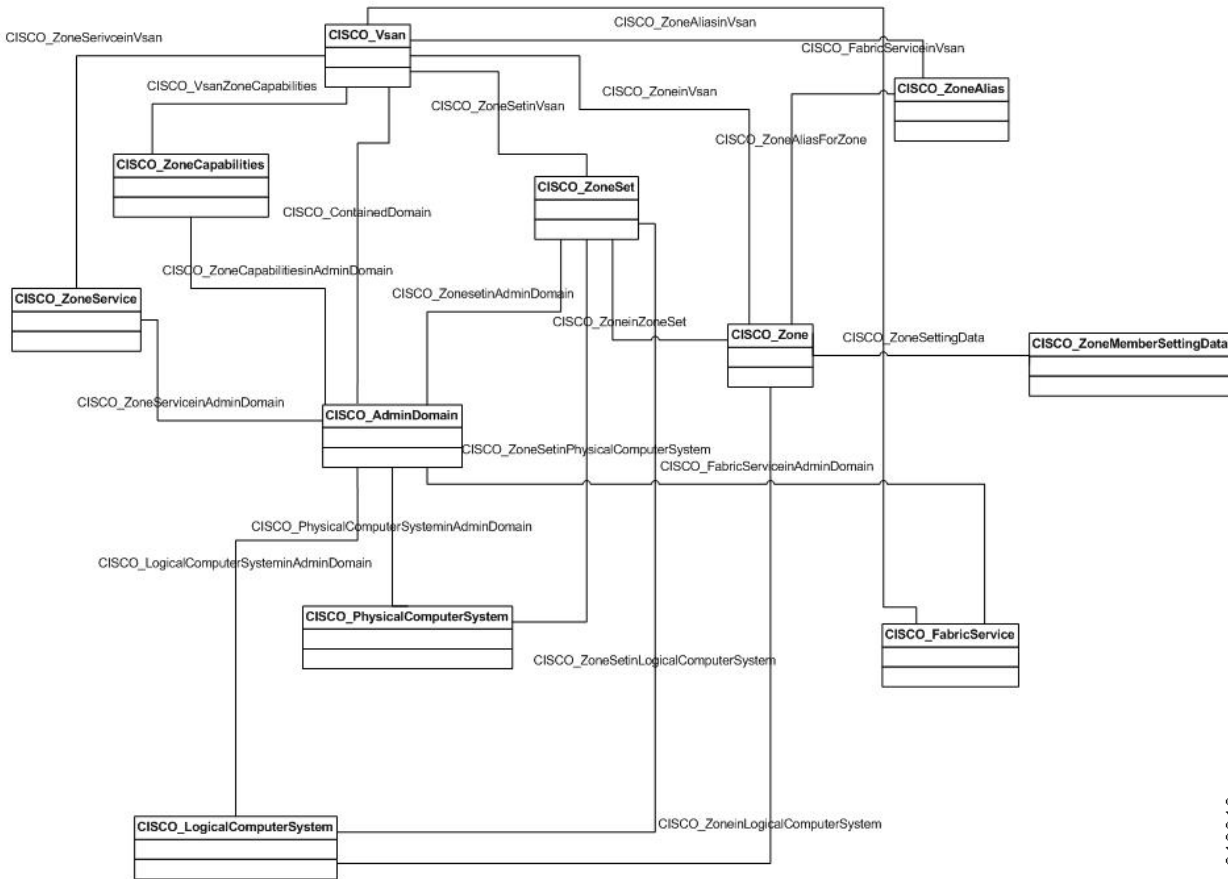 CISCO_ZoneAliasinVsan
CISCO_Vsan
CISCO_ZoneSerivceinVsan
CISCO_FabricServiceinVsan
CISCO_VsanZoneCapabilities
CISCO_ZoneinVsan
CISCO_ZoneAlias
CISCO_ZoneSetinVsan
CISCO_ZoneAliasForZone
CISCO_ZoneCapabilities
CISCO_ZoneSet
CISCO_ContainedDomain
CISCO_ZoneCapabilitiesinAdminDomain
CISCO_ZonesetinAdminDomain
CISCO_ZoneService
CISCO_ZoneinZoneSet
CISCO_Zone
CISCO_ZoneSettingData
CISCO_ZoneMemberSettingData
CISCO_ZoneServiceinAdminDomain
CISCO_AdminDomain
CISCO_ZoneSetinPhysicalComputerSystem
CISCO_FabricServiceinAdminDomain
CISCO_PhysicalComputerSysteminAdminDomain
CISCO_LogicalComputerSysteminAdminDomain
CISCO_PhysicalComputerSystem
CISCO_FabricService
CISCO_ZoneSetinLogicalComputerSystem
CISCO_LogicalComputerSystem
CISCO_ZoneinLogicalComputerSystem